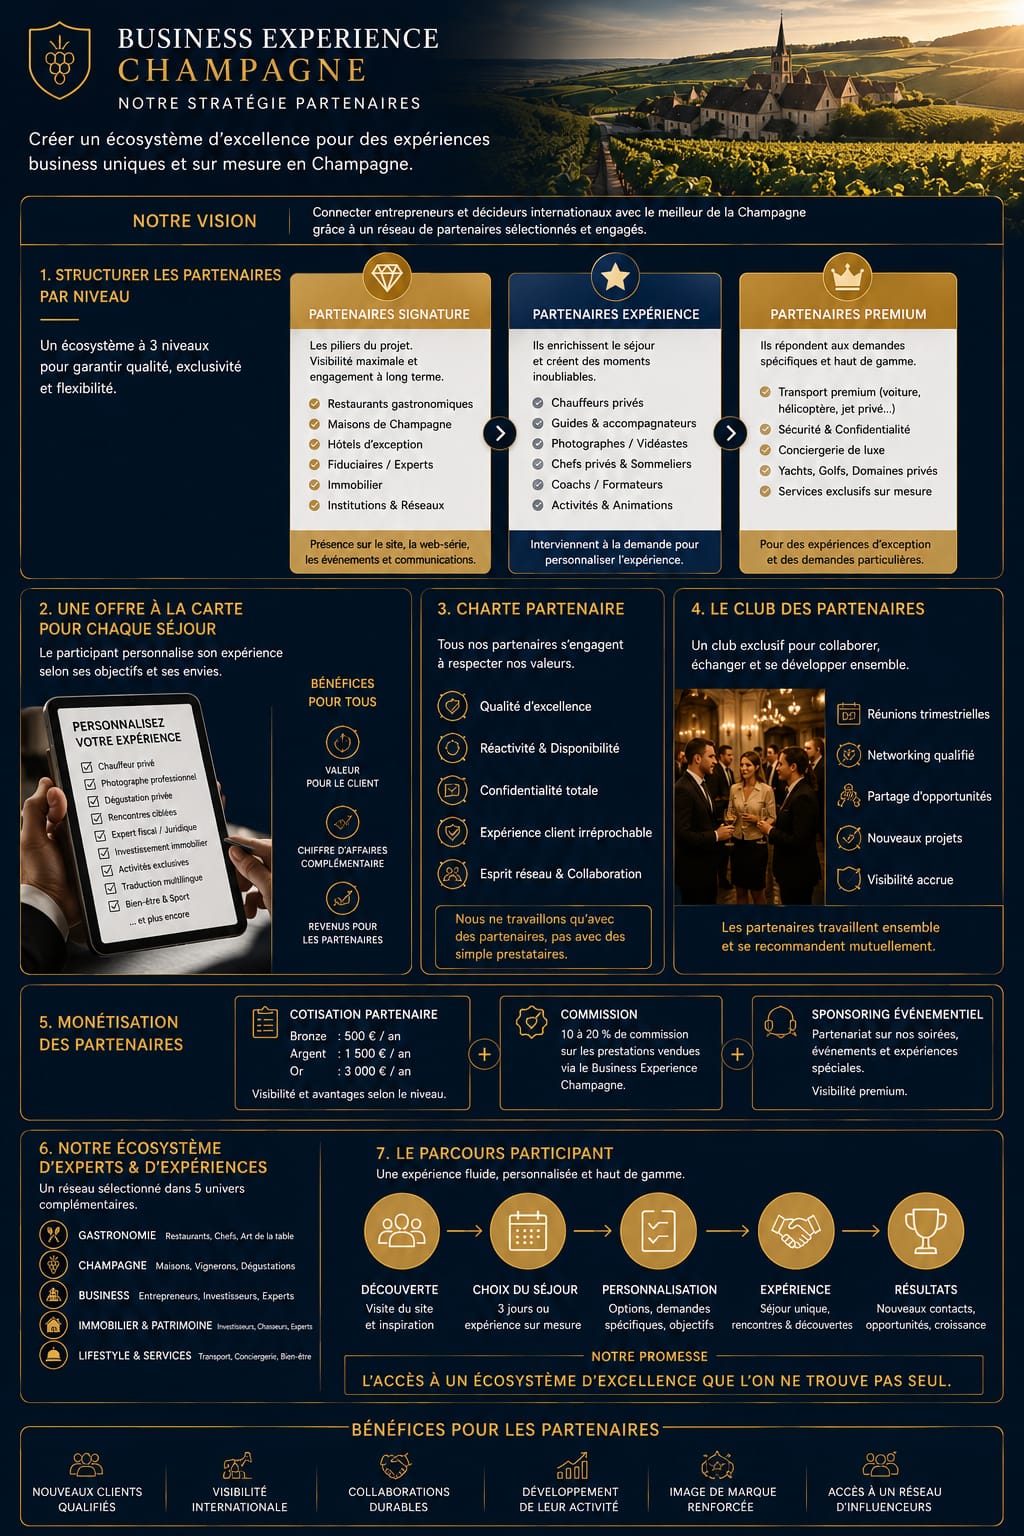 BUSINESS EXPERIENCE
CHAMPAGNE
NOTRE STRATÉGIE PARTENAIRES
Créer un écosystème d'excellence pour des expériences
business uniques et sur mesure en Champagne.
NOTRE VISION
Connecter entrepreneurs et décideurs internationaux avec le meilleur de la Champagne
grâce à un réseau de partenaires sélectionnés et engagés.
1. STRUCTURER LES PARTENAIRES
PAR NIVEAU
Un écosystème à 3 niveaux
pour garantir qualité, exclusivité
et flexibilité.
PARTENAIRES SIGNATURE
Les piliers du projet.
Visibilité maximale et
engagement à long terme.
Restaurants gastronomiques
Maisons de Champagne
Hôtels d'exception
Fiduciaires / Experts
Immobilier
Institutions & Réseaux
Présence sur le site, la web-série,
les événements et communications.
PARTENAIRES EXPÉRIENCE
Ils enrichissent le séjour
et créent des moments
inoubliables.
Chauffeurs privés
Guides & accompagnateurs
Photographes / Vidéastes
Chefs privés & Sommeliers
Coachs / Formateurs
Activités & Animations
Interviennent à la demande pour
personnaliser l'expérience.
PARTENAIRES PREMIUM
Ils répondent aux demandes
spécifiques et haut de gamme.
Transport premium (voiture,
hélicoptère, jet privé...)
Sécurité & Confidentialité
Conciergerie de luxe
Yachts, Golfs, Domaines privés
Services exclusifs sur mesure
Pour des expériences d'exception
et des demandes particulières.
2. UNE OFFRE À LA CARTE
POUR CHAQUE SÉJOUR
Le participant personnalise son expérience
selon ses objectifs et ses envies.
PERSONNALISEZ
VOTRE EXPÉRIENCE
Chauffeur privé
Photographe professionnel
Dégustation privée
Rencontres ciblées
Expert fiscal / Juridique
Investissement immobilier
Activités exclusives
Traduction multilingue
Bien-être & Sport
... et plus encore
BÉNÉFICES
POUR TOUS
VALEUR
POUR LE CLIENT
CHIFFRE D'AFFAIRES
COMPLÉMENTAIRE
REVENUS POUR
LES PARTENAIRES
3. CHARTE PARTENAIRE
Tous nos partenaires s'engagent
à respecter nos valeurs.
Qualité d'excellence
Réactivité & Disponibilité
Confidentialité totale
Expérience client irréprochable
Esprit réseau & Collaboration
Nous ne travaillons qu'avec
des partenaires, pas avec des
simple prestataires.
4. LE CLUB DES PARTENAIRES
Un club exclusif pour collaborer,
échanger et se développer ensemble.
Réunions trimestrielles
Networking qualifié
Partage d'opportunités
Nouveaux projets
Visibilité accrue
Les partenaires travaillent ensemble
et se recommandent mutuellement.
5. MONÉTISATION
DES PARTENAIRES
COTISATION PARTENAIRE
Bronze : 500 € / an
Argent : 1 500 € / an
Or : 3 000 € / an
Visibilité et avantages selon le niveau.
+
COMMISSION
10 à 20 % de commission
sur les prestations vendues
via le Business Experience
Champagne.
+
SPONSORING ÉVÉNEMENTIEL
Partenariat sur nos soirées,
événements et expériences
spéciales.
Visibilité premium.
6. NOTRE ÉCOSYSTÈME
D'EXPERTS & D'EXPÉRIENCES
Un réseau sélectionné dans 5 univers
complémentaires.
GASTRONOMIE Restaurants, Chefs, Art de la table
CHAMPAGNE Maisons, Vignerons, Dégustations
BUSINESS Entrepreneurs, Investisseurs, Experts
IMMOBILIER & PATRIMOINE Investisseurs, Chasseurs, Experts
LIFESTYLE & SERVICES Transport, Conciergerie, Bien-être
7. LE PARCOURS PARTICIPANT
Une expérience fluide, personnalisée et haut de gamme.
DÉCOUVERTE
Visite du site
et inspiration
CHOIX DU SÉJOUR
3 jours ou
expérience sur mesure
PERSONNALISATION
Options, demandes
spécifiques, objectifs
EXPÉRIENCE
Séjour unique,
rencontres & découvertes
RÉSULTATS
Nouveaux contacts,
opportunités, croissance
NOTRE PROMESSE
L'ACCÈS À UN ÉCOSYSTÈME D'EXCELLENCE QUE L'ON NE TROUVE PAS SEUL.
BÉNÉFICES POUR LES PARTENAIRES
NOUVEAUX CLIENTS
QUALIFIÉS
VISIBILITÉ
INTERNATIONALE
COLLABORATIONS
DURABLES
DÉVELOPPEMENT
DE LEUR ACTIVITÉ
IMAGE DE MARQUE
RENFORCÉE
ACCÈS À UN RÉSEAU
D'INFLUENCEURS